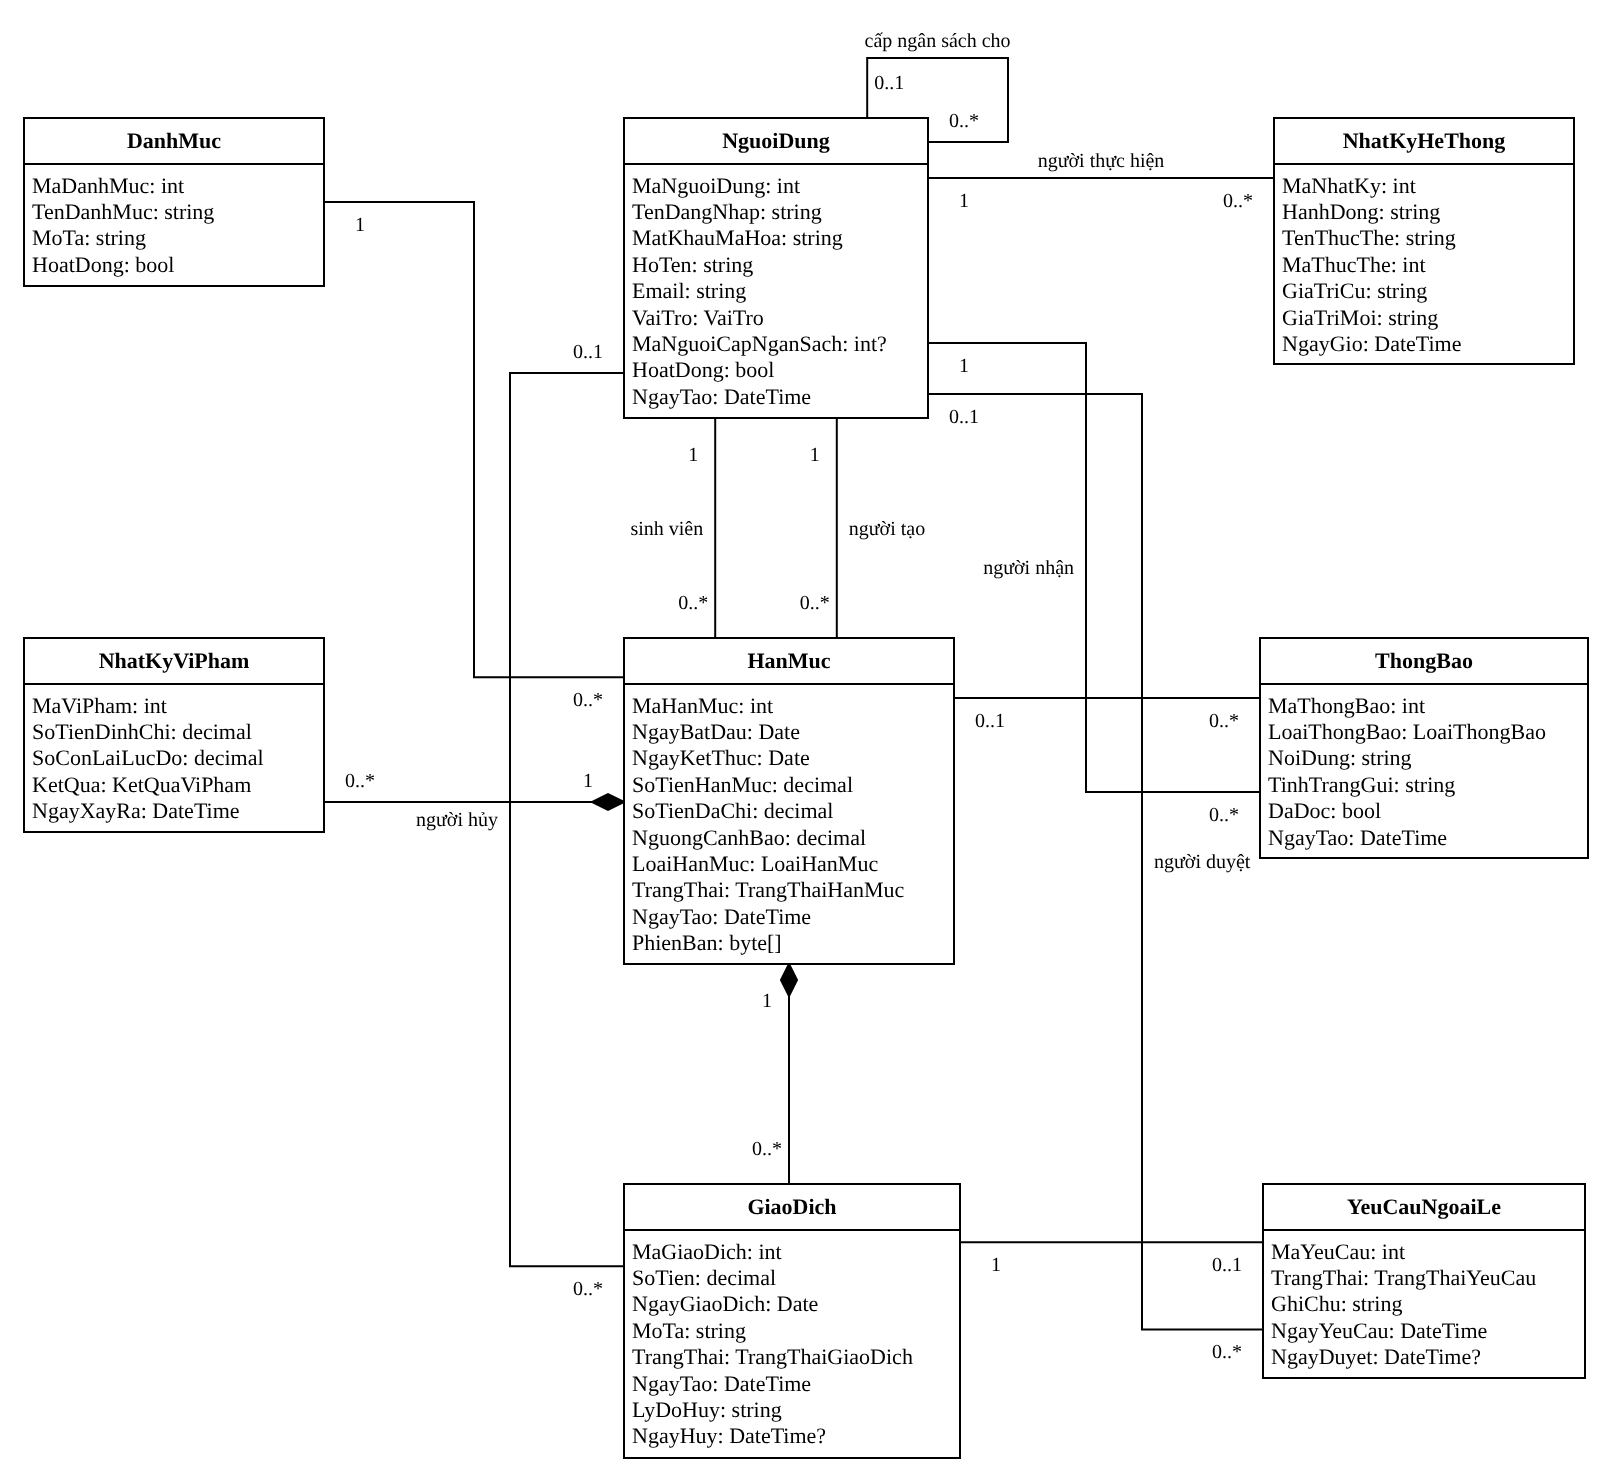 cấp ngân sách cho
0..1
0..*
DanhMuc
MaDanhMuc: int
TenDanhMuc: string
MoTa: string
HoatDong: bool
1
NguoiDung
MaNguoiDung: int
TenDangNhap: string
MatKhauMaHoa: string
HoTen: string
Email: string
VaiTro: VaiTro
MaNguoiCapNganSach: int?
HoatDong: bool
NgayTao: DateTime
người thực hiện
1
0..*
NhatKyHeThong
MaNhatKy: int
HanhDong: string
TenThucThe: string
MaThucThe: int
GiaTriCu: string
GiaTriMoi: string
NgayGio: DateTime
0..1
1
0..1
1
1
sinh viên
người tạo
người nhận
0..*
0..*
NhatKyViPham
MaViPham: int
SoTienDinhChi: decimal
SoConLaiLucDo: decimal
KetQua: KetQuaViPham
NgayXayRa: DateTime
0..*
0..*
1
người hủy
HanMuc
MaHanMuc: int
NgayBatDau: Date
NgayKetThuc: Date
SoTienHanMuc: decimal
SoTienDaChi: decimal
NguongCanhBao: decimal
LoaiHanMuc: LoaiHanMuc
TrangThai: TrangThaiHanMuc
NgayTao: DateTime
PhienBan: byte[]
0..1
0..*
0..*
người duyệt
ThongBao
MaThongBao: int
LoaiThongBao: LoaiThongBao
NoiDung: string
TinhTrangGui: string
DaDoc: bool
NgayTao: DateTime
1
0..*
0..*
GiaoDich
MaGiaoDich: int
SoTien: decimal
NgayGiaoDich: Date
MoTa: string
TrangThai: TrangThaiGiaoDich
NgayTao: DateTime
LyDoHuy: string
NgayHuy: DateTime?
1
0..1
0..*
YeuCauNgoaiLe
MaYeuCau: int
TrangThai: TrangThaiYeuCau
GhiChu: string
NgayYeuCau: DateTime
NgayDuyet: DateTime?